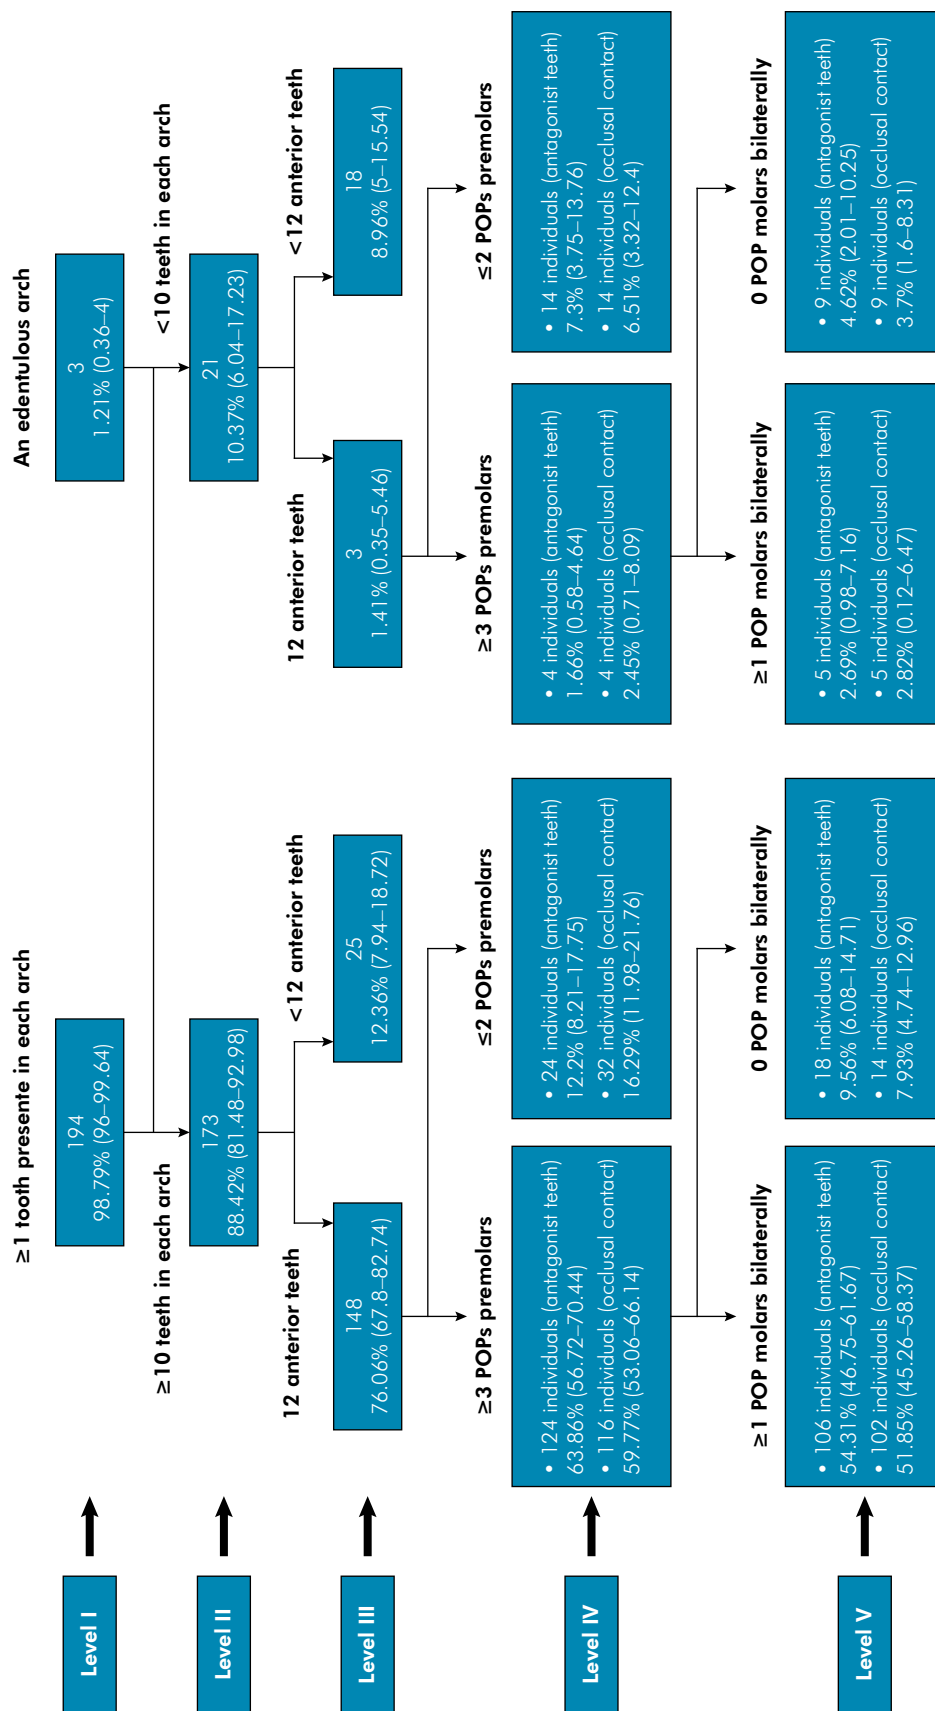 Level I
≥1 tooth presente in each arch
An edentulous arch
194
98.79% (96–99.64)
3
1.21% (0.36–4)
Level II
≥10 teeth in each arch
<10 teeth in each arch
173
88.42% (81.48–92.98)
21
10.37% (6.04–17.23)
Level III
12 anterior teeth
<12 anterior teeth
12 anterior teeth
<12 anterior teeth
148
76.06% (67.8–82.74)
25
12.36% (7.94–18.72)
3
1.41% (0.35–5.46)
18
8.96% (5–15.54)
Level IV
≥3 POPs premolars
≤2 POPs premolars
≥3 POPs premolars
≤2 POPs premolars
• 124 individuals (antagonist teeth)
63.86% (56.72–70.44)
• 116 individuals (occlusal contact)
59.77% (53.06–66.14)
• 24 individuals (antagonist teeth)
12.2% (8.21–17.75)
• 32 individuals (occlusal contact)
16.29% (11.98–21.76)
• 4 individuals (antagonist teeth)
1.66% (0.58–4.64)
• 4 individuals (occlusal contact)
2.45% (0.71–8.09)
• 14 individuals (antagonist teeth)
7.3% (3.75–13.76)
• 14 individuals (occlusal contact)
6.51% (3.32–12.4)
Level V
≥1 POP molars bilaterally
0 POP molars bilaterally
≥1 POP molars bilaterally
0 POP molars bilaterally
• 106 individuals (antagonist teeth)
54.31% (46.75–61.67)
• 102 individuals (occlusal contact)
51.85% (45.26–58.37)
• 18 individuals (antagonist teeth)
9.56% (6.08–14.71)
• 14 individuals (occlusal contact)
7.93% (4.74–12.96)
• 5 individuals (antagonist teeth)
2.69% (0.98–7.16)
• 5 individuals (occlusal contact)
2.82% (0.12–6.47)
• 9 individuals (antagonist teeth)
4.62% (2.01–10.25)
• 9 individuals (occlusal contact)
3.7% (1.6–8.31)